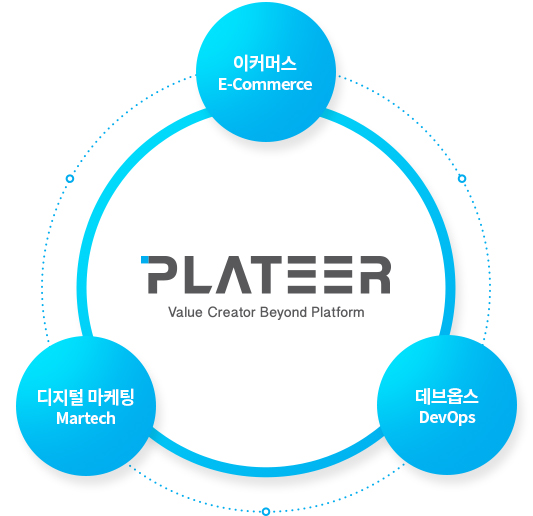 이커머스
E-Commerce
PLATEER
Value Creator Beyond Platform
디지털 마케팅
Martech
데브옵스
DevOps